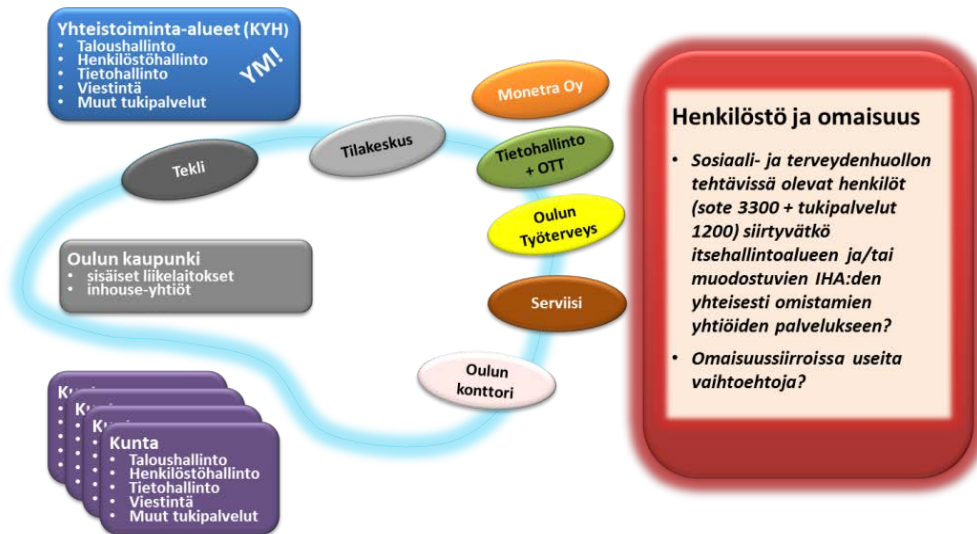 Yhteistoiminta-alueet (KYH)
• Taloushallinto
• Henkilöstöhallinto
• Tietohallinto
• Viestintä
• Muut tukipalvelut
YM!
Monetra Oy
Tilakeskus
Tietohallinto
+ OTT
Tekli
Oulun
Työterveys
Oulun kaupunki
• sisäiset liikelaitokset
• inhouse-yhtiöt
Serviisi
Oulun
konttori
Kunta
Kunta
• Taloushallinto
• Henkilöstöhallinto
• Tietohallinto
• Viestintä
• Muut tukipalvelut
Henkilöstö ja omaisuus
• Sosiaali- ja terveydenhuollon
tehtävissä olevat henkilöt
(sote 3300 + tukipalvelut
1200) siirtyvätkö
itsehallintoalueen ja/tai
muodostuvien IHA:den
yhteisesti omistamien
yhtiöiden palvelukseen?
• Omaisuussiirroissa useita
vaihtoehtoja?